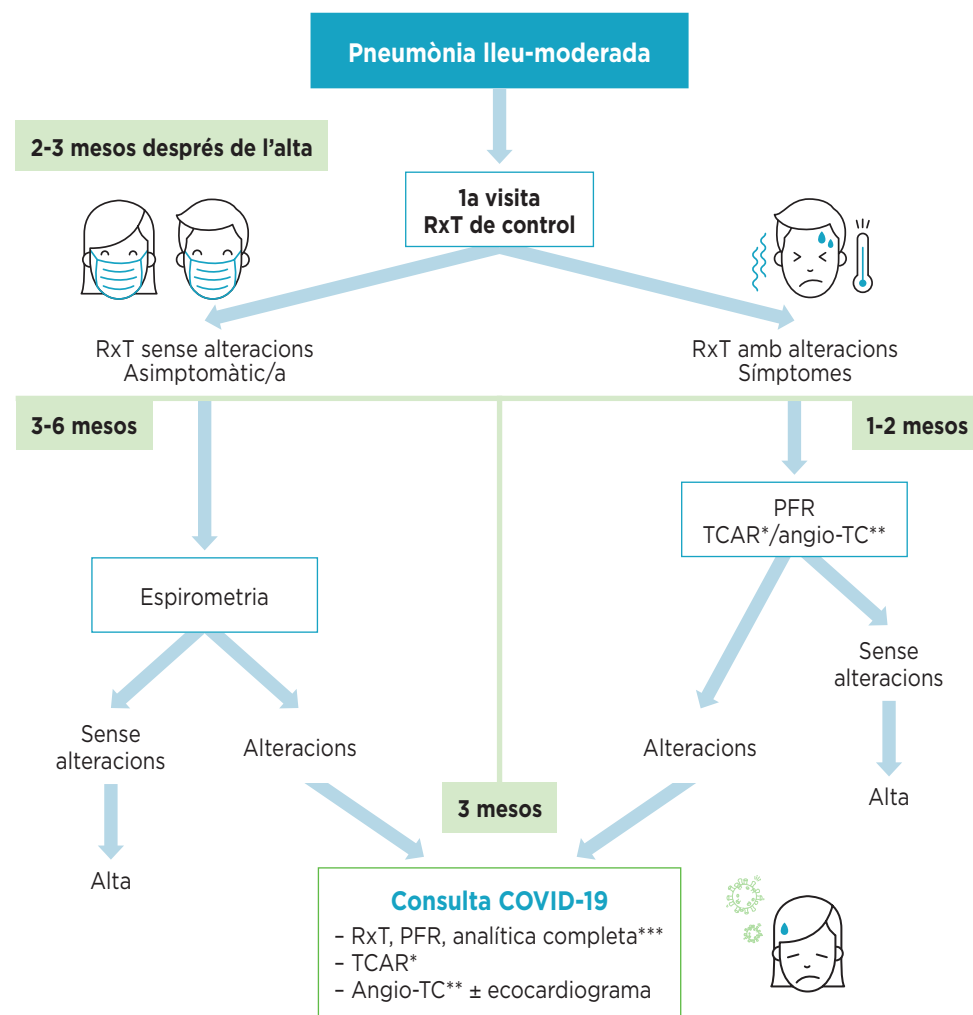 Pneumònia lleu-moderada
2-3 mesos després de l'alta
1a visita
RxT de control
RxT sense alteracions
Asimptomàtic/a
RxT amb alteracions
Símptomes
3-6 mesos
1-2 mesos
PFR
TCAR*/angio-TC**
Espirometria
Sense
alteracions
Sense
alteracions
Alteracions
Alteracions
Alta
3 mesos
Alta
Consulta COVID-19
– RxT, PFR, analítica completa***
– TCAR*
– Angio-TC** ± ecocardiograma